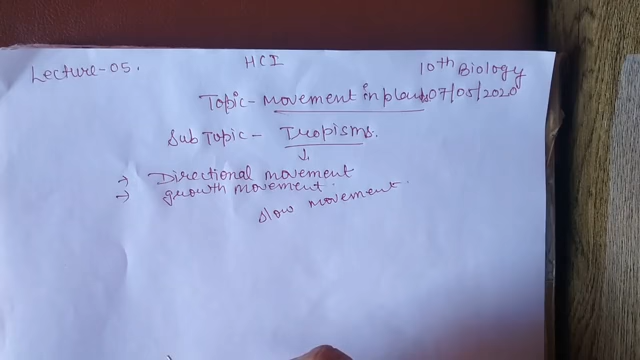 Lecture-05. HCI 10th Biology
Topic- Movement in plants 07/05/2020
Sub Topic - Tropisms.
↓
→ Directional movement
→ growth movement.
slow movement.